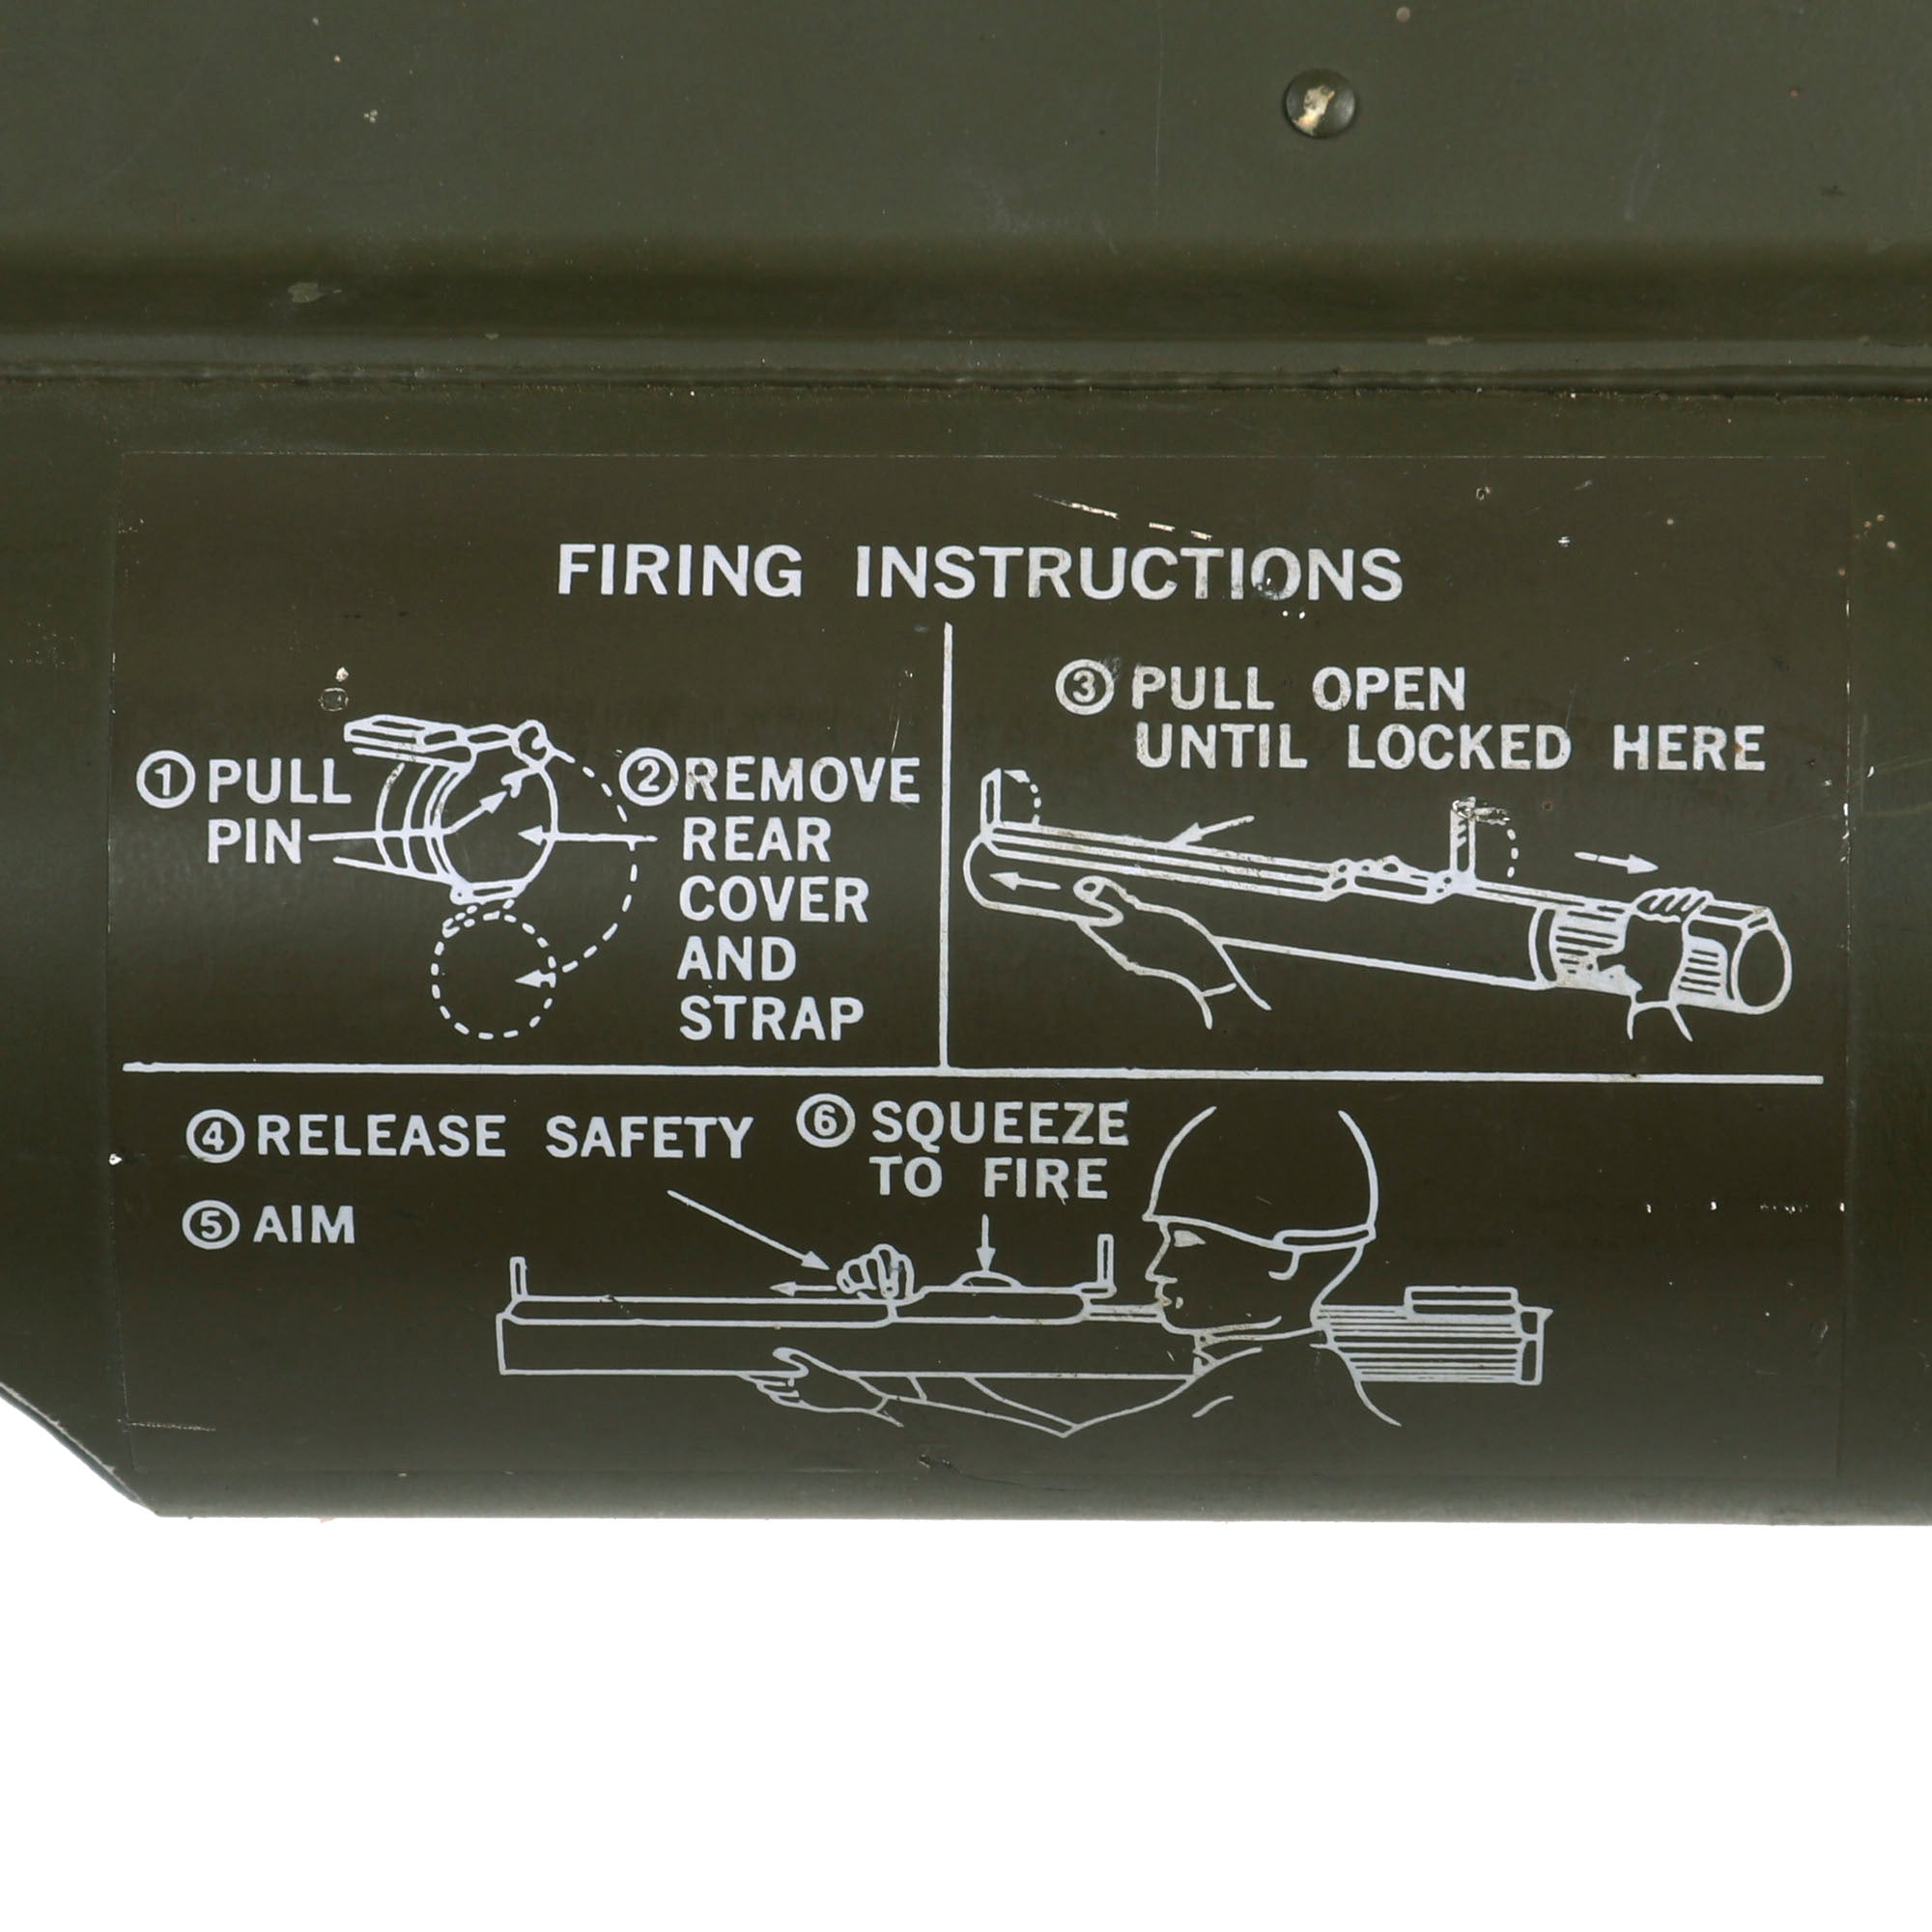 FIRING INSTRUCTIONS
① PULL
PIN
② REMOVE
REAR
COVER
AND
STRAP
③ PULL OPEN
UNTIL LOCKED HERE
④ RELEASE SAFETY
⑤ AIM
⑥ SQUEEZE
TO FIRE